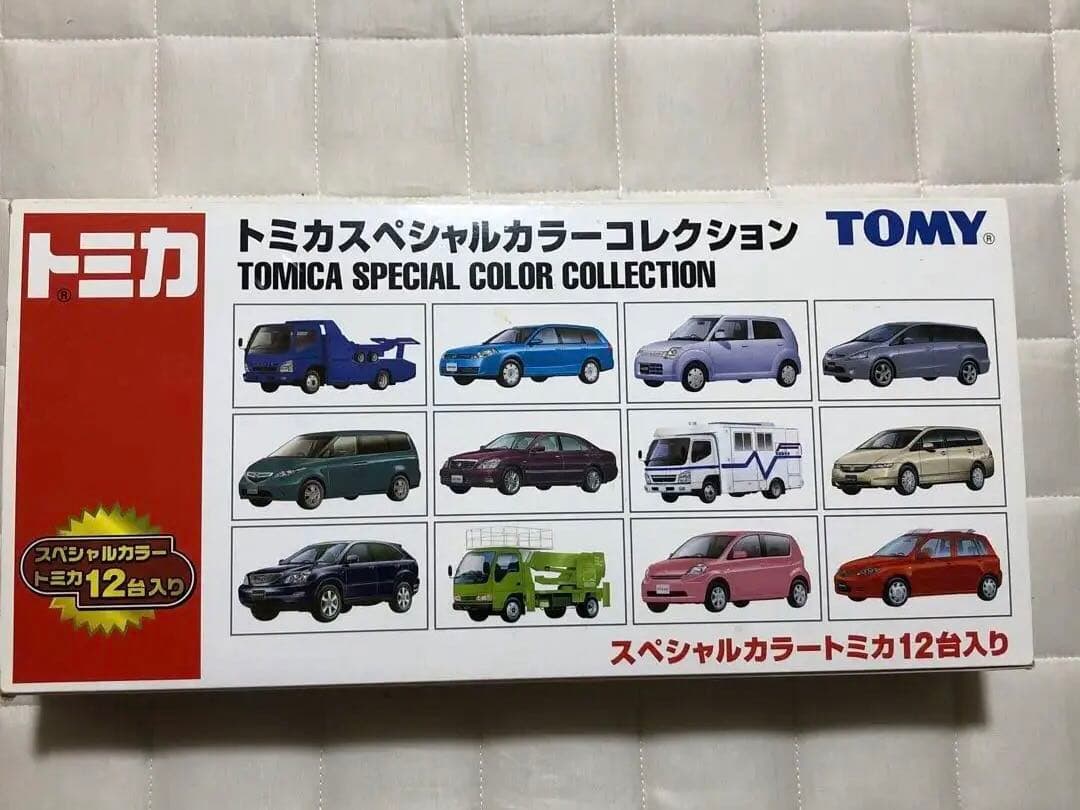 トミカ®
トミカスペシャルカラーコレクション
TOMICA SPECIAL COLOR COLLECTION
TOMY®
スペシャルカラー
トミカ12台入り
スペシャルカラートミカ12台入り